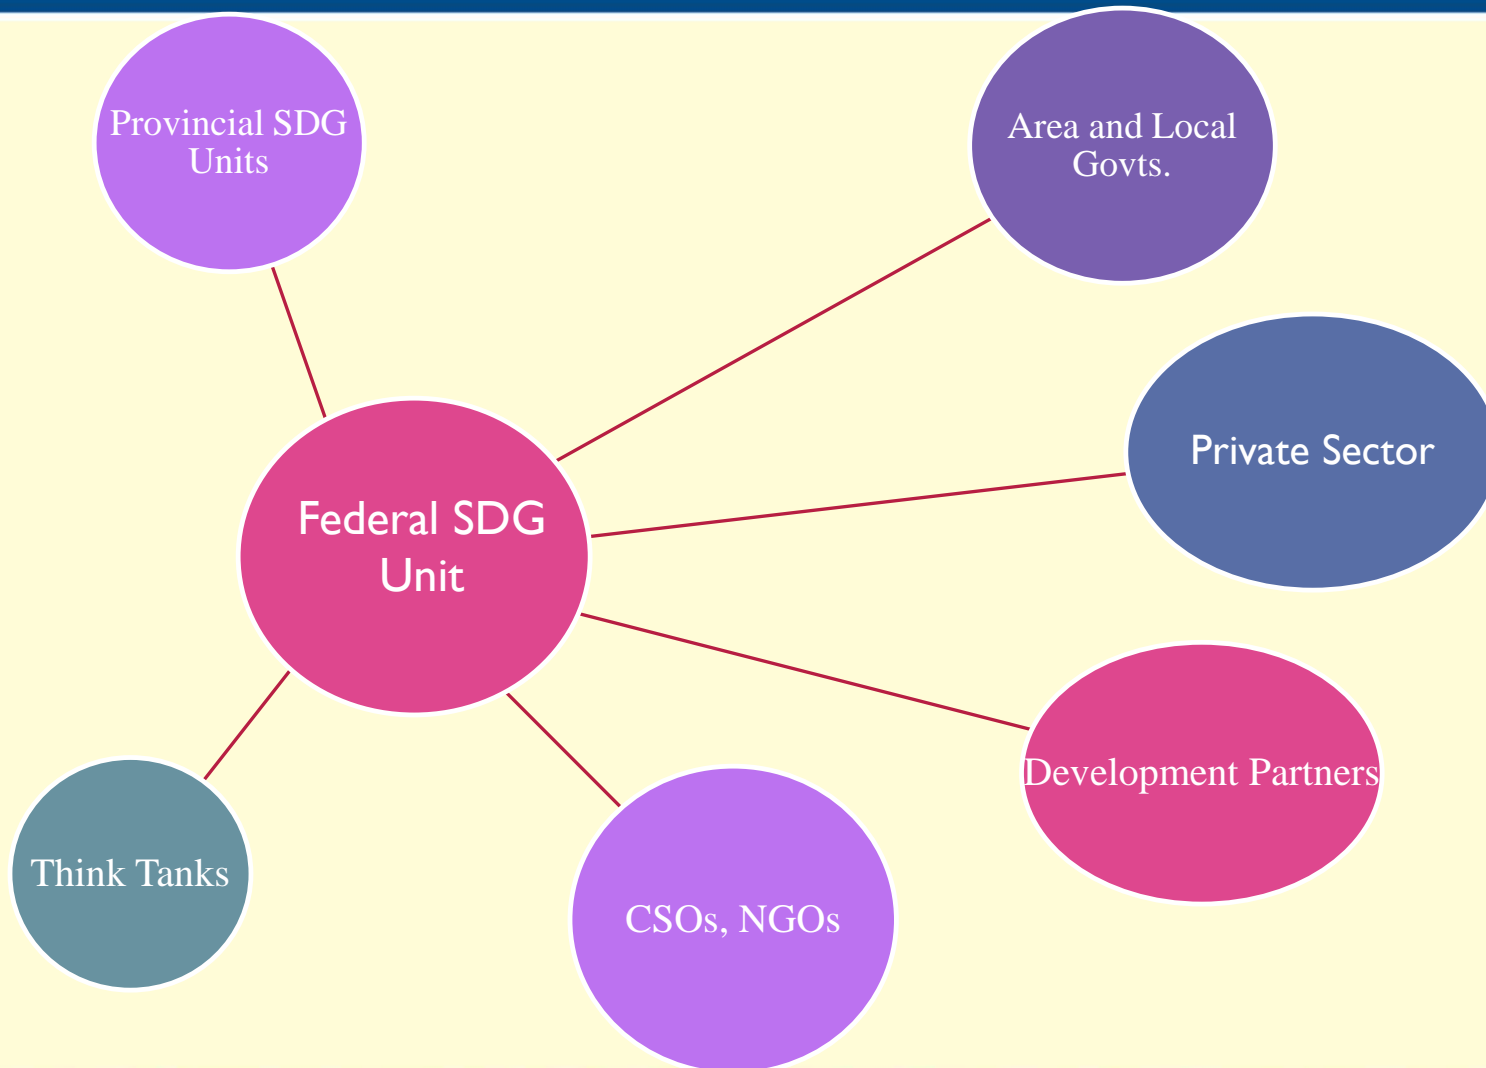 Provincial SDG
Units
Area and Local
Govts.
Private Sector
Federal SDG
Unit
Development Partners
Think Tanks
CSOs, NGOs